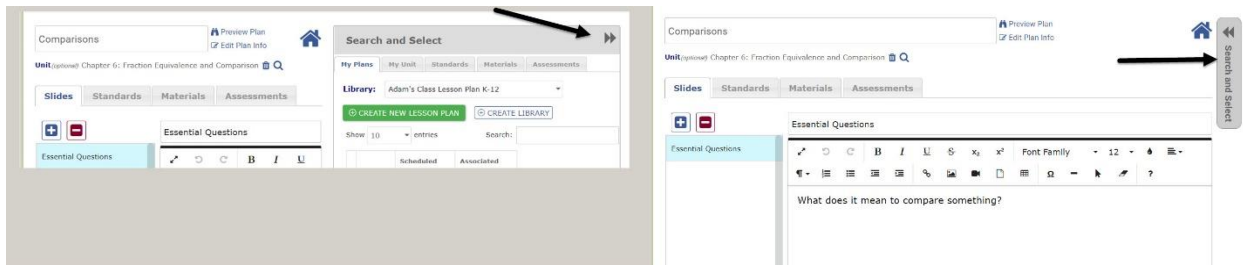 Comparisons
Preview Plan
Edit Plan Info
Unit(optional) Chapter 6: Fraction Equivalence and Comparison
Slides Standards Materials Assessments
Essential Questions
Essential Questions
B I U
Search and Select
My Plans My Unit Standards Materials Assessments
Library: Adam's Class Lesson Plan K-12
CREATE NEW LESSON PLAN CREATE LIBRARY
Show 10 entries Search:
Scheduled Associated
Comparisons
Preview Plan
Edit Plan Info
Unit(optional) Chapter 6: Fraction Equivalence and Comparison
Slides Standards Materials Assessments
Essential Questions
Essential Questions
B I U S x₂ x² Font Family 12
¶ Ω ?
What does it mean to compare something?
Search and Select